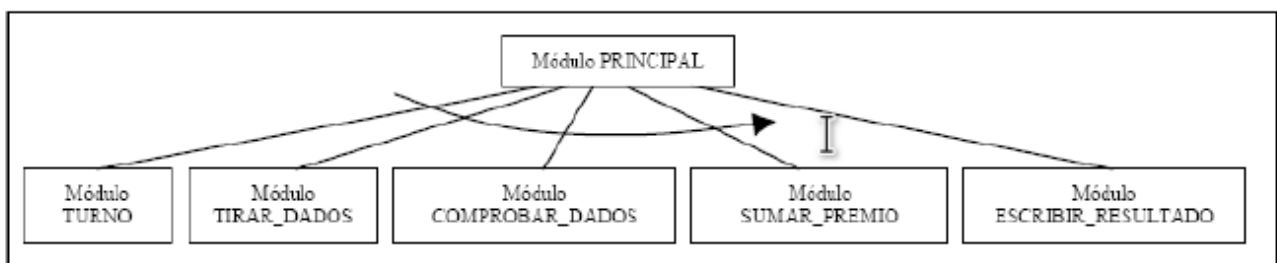 Módulo PRINCIPAL
Módulo
TURNO
Módulo
TIRAR_DADOS
Módulo
COMPROBAR_DADOS
Módulo
SUMAR_PREMIO
Módulo
ESCRIBIR_RESULTADO